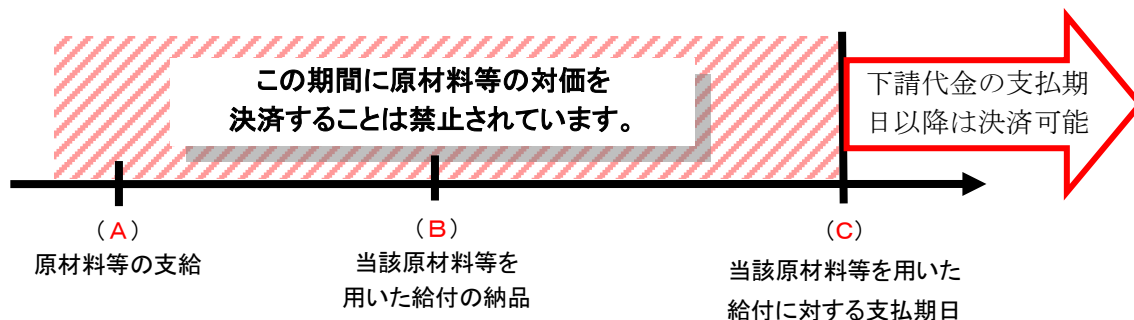 この期間に原材料等の対価を
決済することは禁止されています。
下請代金の支払期
日以降は決済可能
（A）
原材料等の支給
（B）
当該原材料等を
用いた給付の納品
（C）
当該原材料等を用いた
給付に対する支払期日